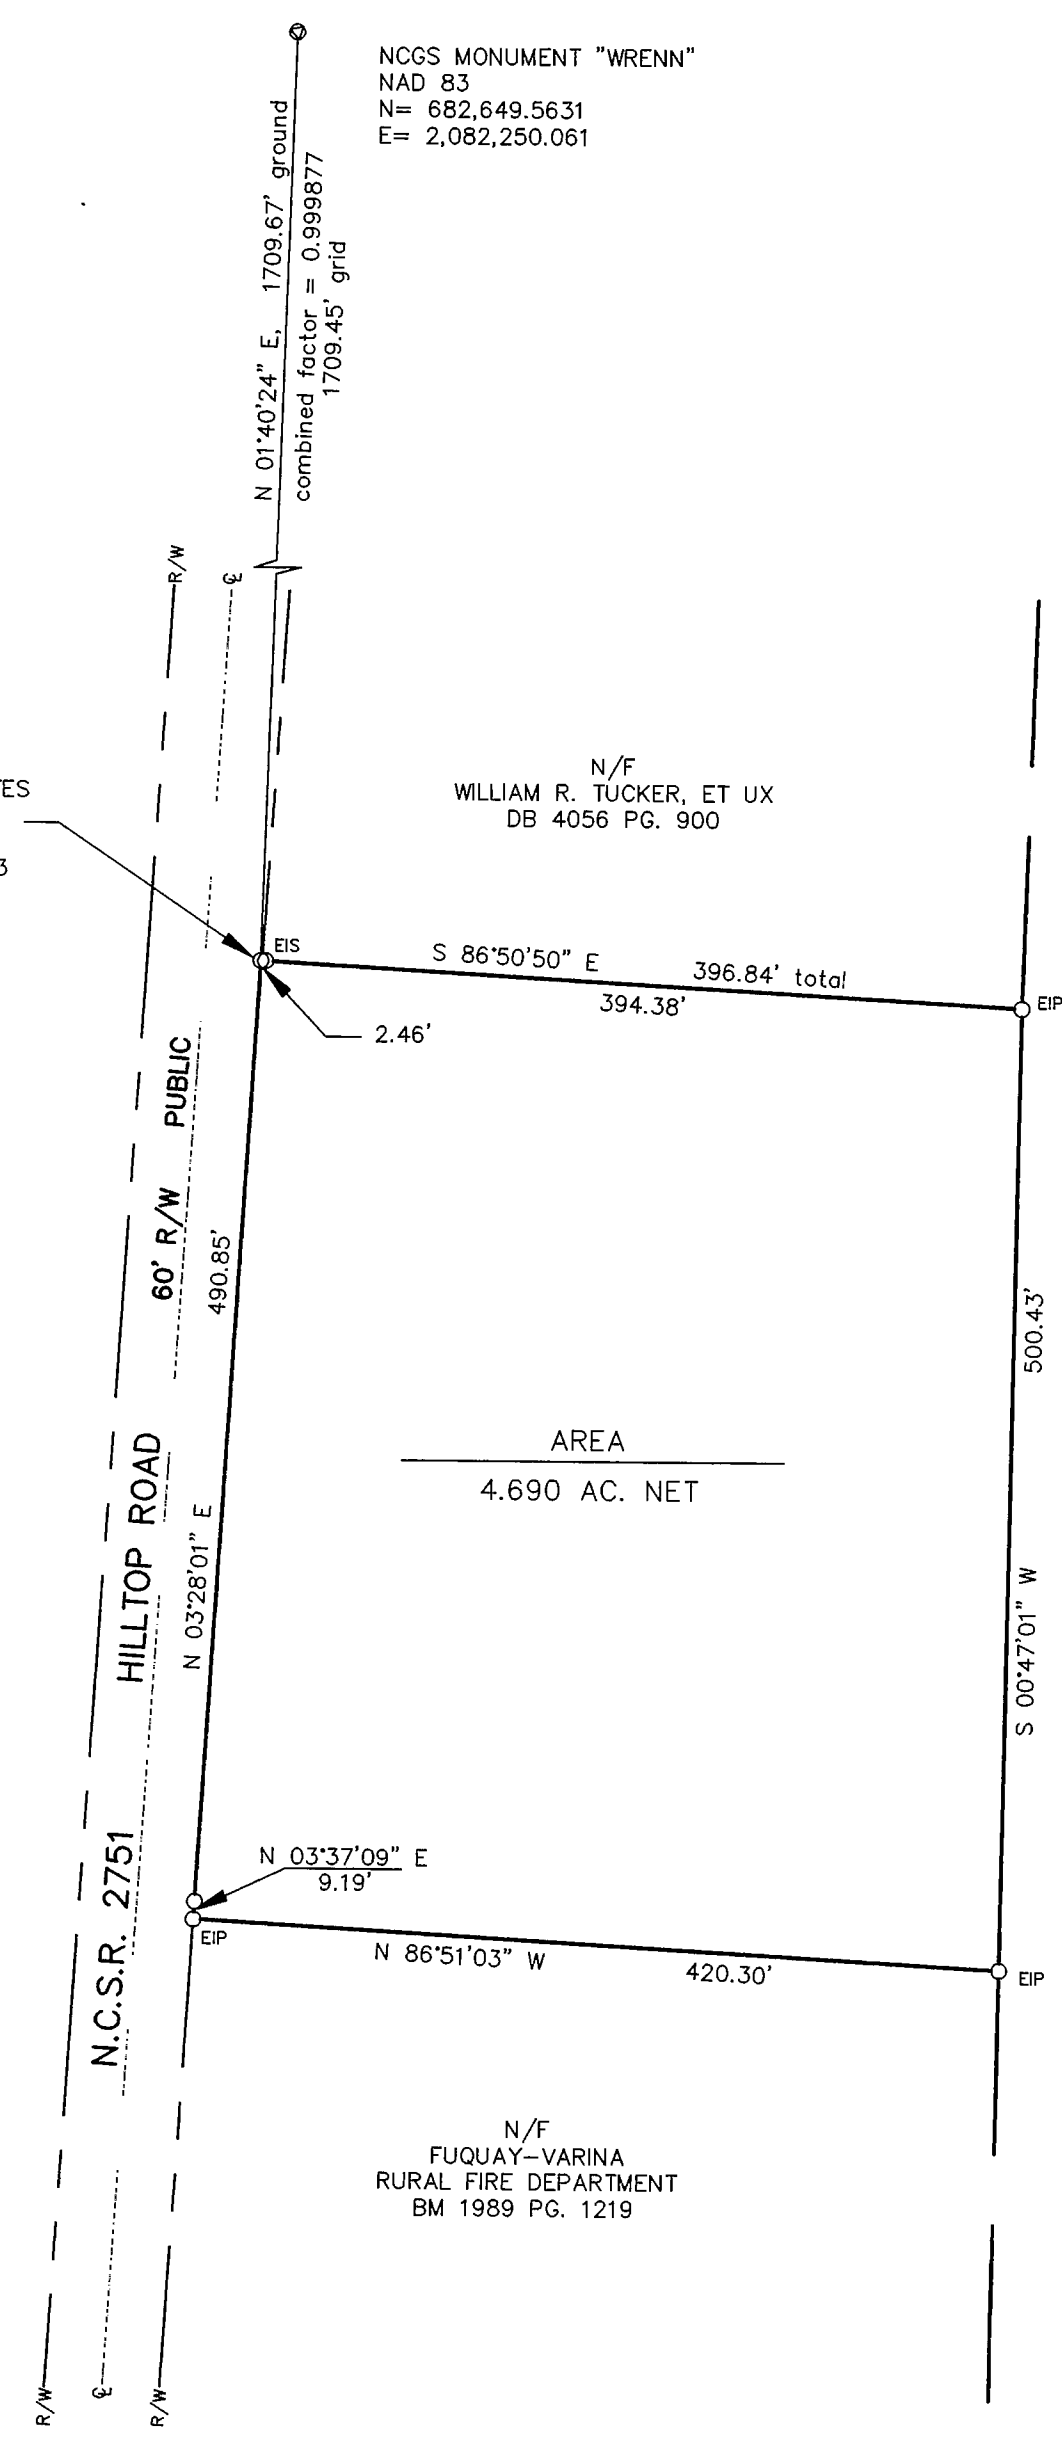 NCGS MONUMENT "WRENN"
NAD 83
N= 682,649.5631
E= 2,082,250.061
N 01°40'24" E, 1709.67' ground
combined factor = 0.999877
1709.45' grid
R/W
N/F
WILLIAM R. TUCKER, ET UX
DB 4056 PG. 900
EIS
S 86°50'50" E
396.84' total
394.38'
EIP
2.46'
60' R/W PUBLIC
490.85'
500.43'
AREA
4.690 AC. NET
HILLTOP ROAD
N 03°28'01" E
S 00°47'01" W
N.C.S.R. 2751
N 03°37'09" E
9.19'
EIP
N 86°51'03" W
420.30'
EIP
N/F
FUQUAY-VARINA
RURAL FIRE DEPARTMENT
BM 1989 PG. 1219
R/W
R/W